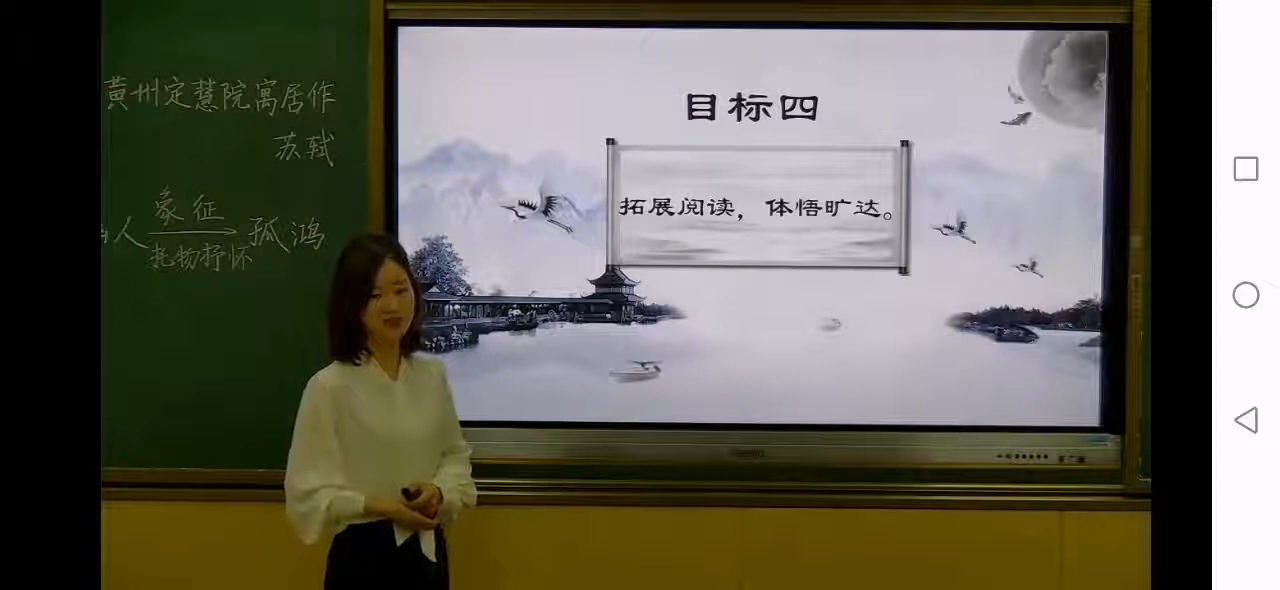 黄州定慧院寓居作
苏轼
人 象征 孤鸿
托物抒怀
目标四
拓展阅读，体悟旷达。